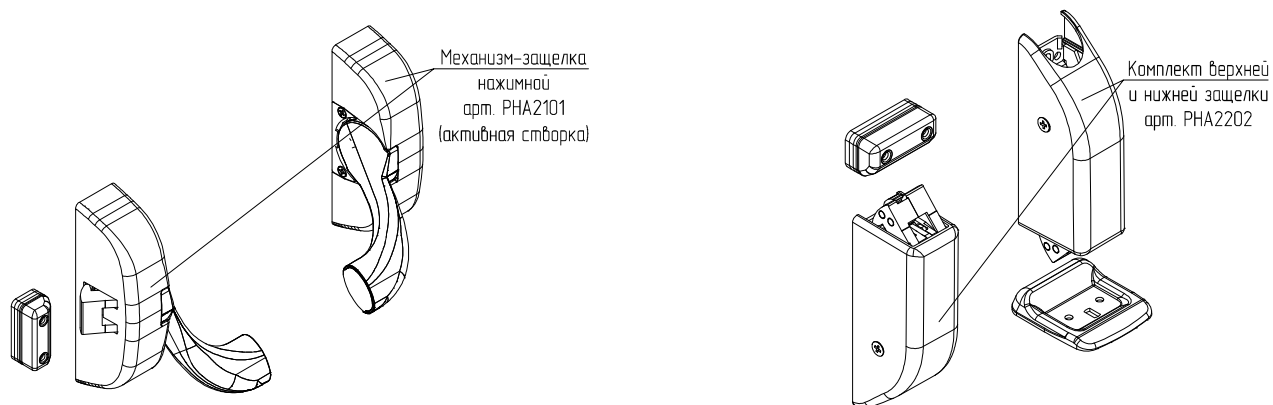 Механизм-защелка
нажимной
арт. PHA2101
(активная створка)
Комплект верхней
и нижней защелки
арт. PHA2202